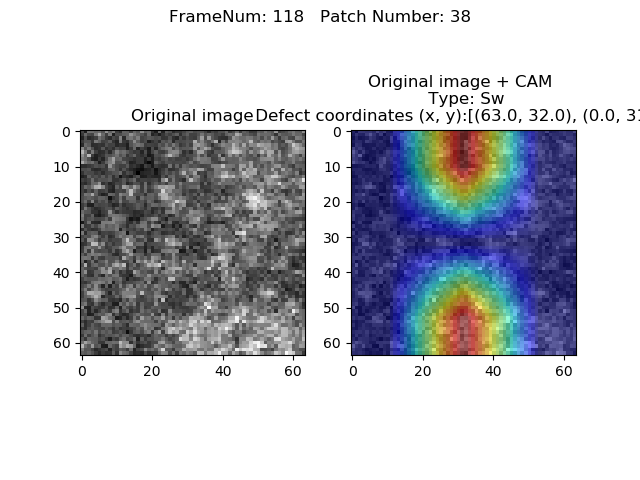 FrameNum: 118   Patch Number: 38
Original image + CAM
Type: Sw
Original image
Defect coordinates (x, y):[(63.0, 32.0), (0.0, 31
0
10
20
30
40
50
60
0 20 40 60
0
10
20
30
40
50
60
0 20 40 60